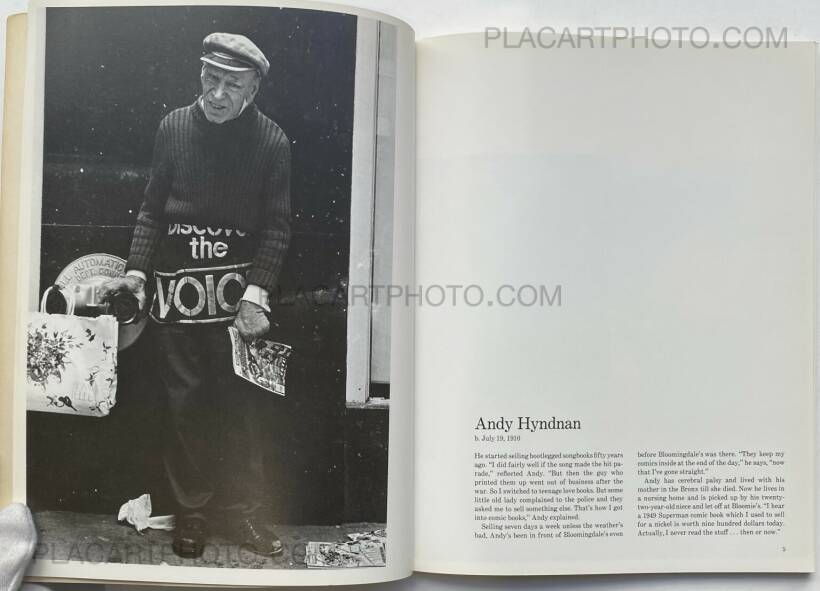 PLACARTPHOTO.COM
DISCOVE
the
VOIC
AUTOMATIC
PLACARTPHOTO.COM
PLACARTPHOTO.COM
Andy Hyndnan
b. July 19, 1910
He started selling bootlegged songbooks fifty years
ago. "I did fairly well if the song made the hit pa-
rade," reflected Andy. "But then the guy who
printed them up went out of business after the
war. So I switched to teenage love books. But some
little old lady complained to the police and they
asked me to sell something else. That's how I got
into comic books," Andy explained.
Selling seven days a week unless the weather's
bad, Andy's been in front of Bloomingdale's even
before Bloomingdale's was there. "They keep my
comics inside at the end of the day," he says, "now
that I've gone straight."
Andy has cerebral palsy and lived with his
mother in the Bronx till she died. Now he lives in
a nursing home and is picked up by his twenty-
two-year-old niece and let off at Bloomie's. "I hear
a 1949 Superman comic book which I used to sell
for a nickel is worth nine hundred dollars today.
Actually, I never read the stuff . . . then or now."
5
PLACARTPHOTO.COM
PLACARTPHOTO.COM